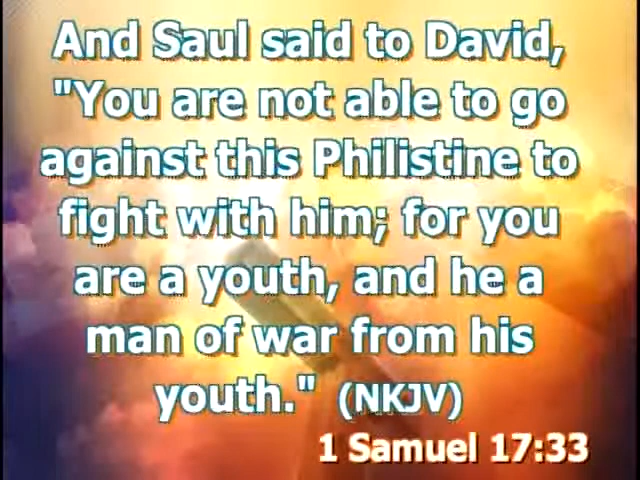 And Saul said to David,
"You are not able to go
against this Philistine to
fight with him; for you
are a youth, and he a
man of war from his
youth." (NKJV)
1 Samuel 17:33